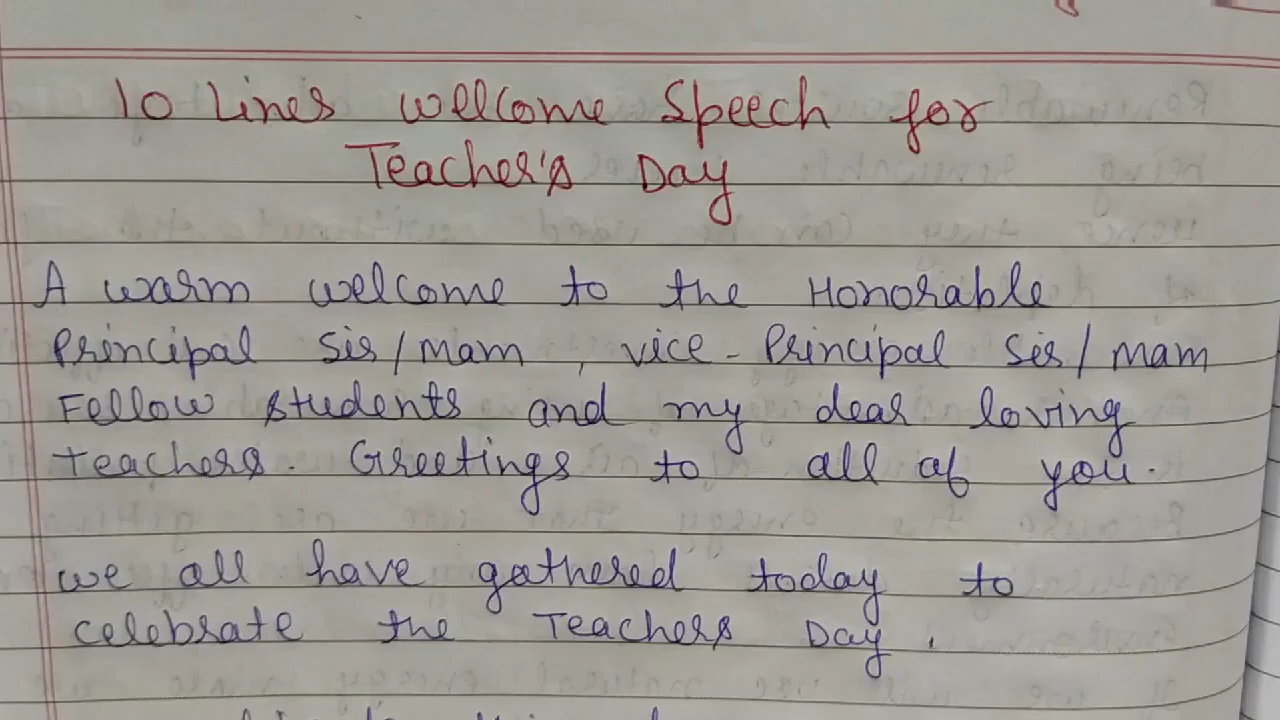 10 Lines Wellcome Speech for
Teacher's Day
A warm welcome to the Honorable
Principal Sir/mam, vice-Principal Sir/mam
Fellow students and my dear loving
teachers. Greetings to all of you.
we all have gathered today to
celebrate the Teachers Day.